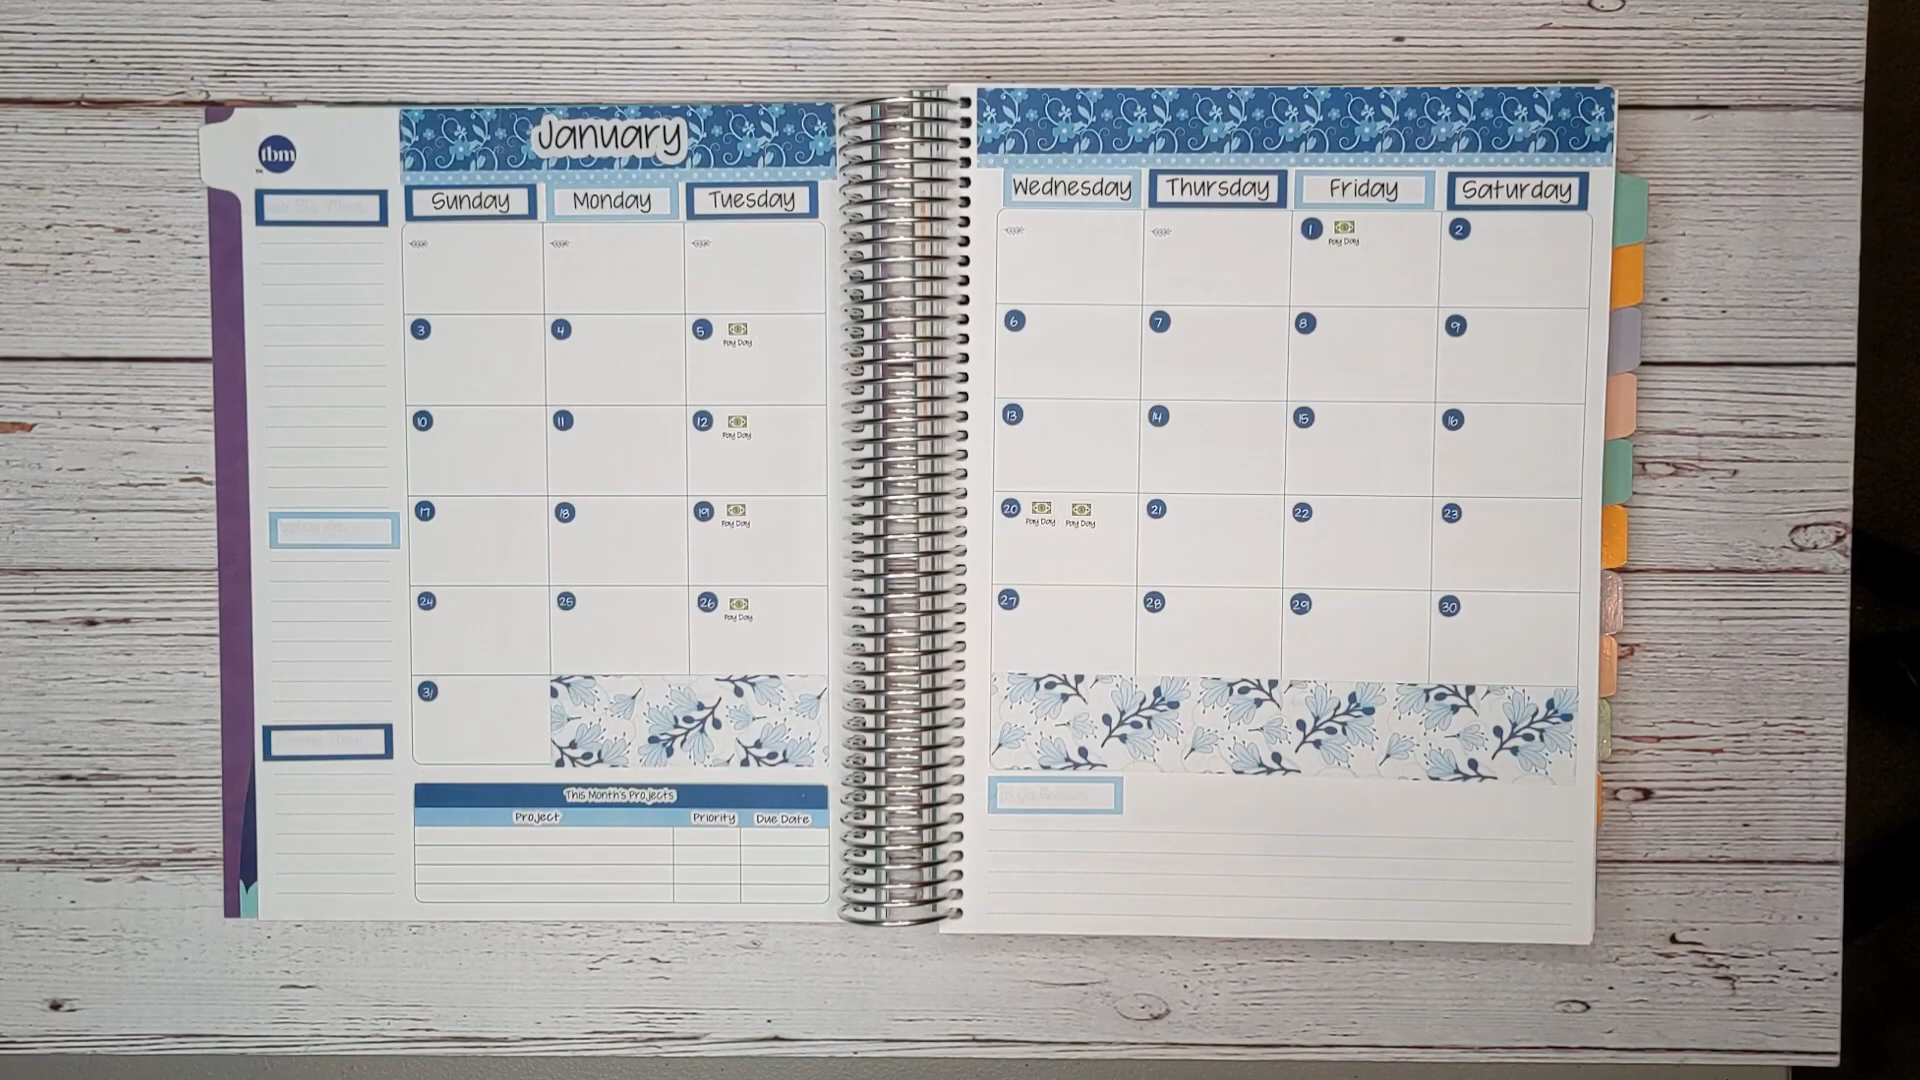 January
tbm
TM
Sunday Monday Tuesday Wednesday Thursday Friday Saturday
1 Pay Day 2
3 4 5 Pay Day 6 7 8 9
10 11 12 Pay Day 13 14 15 16
17 18 19 Pay Day 20 Pay Day Pay Day 21 22 23
24 25 26 Pay Day 27 28 29 30
31
This Month's Projects
Project Priority Due Date